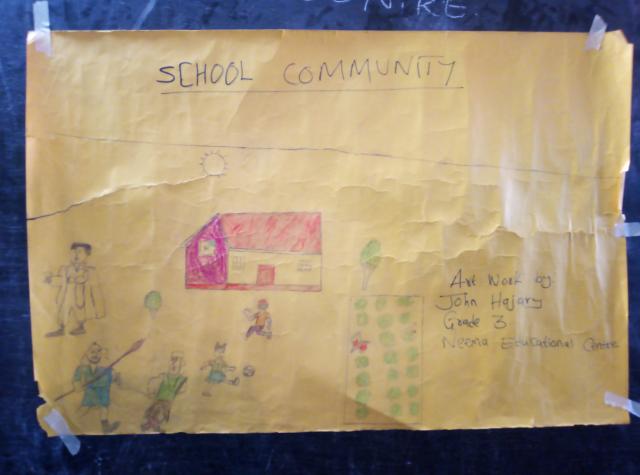 SCHOOL COMMUNITY
Art Work by
John Hajary
Grade 3
Neema Educational Centre